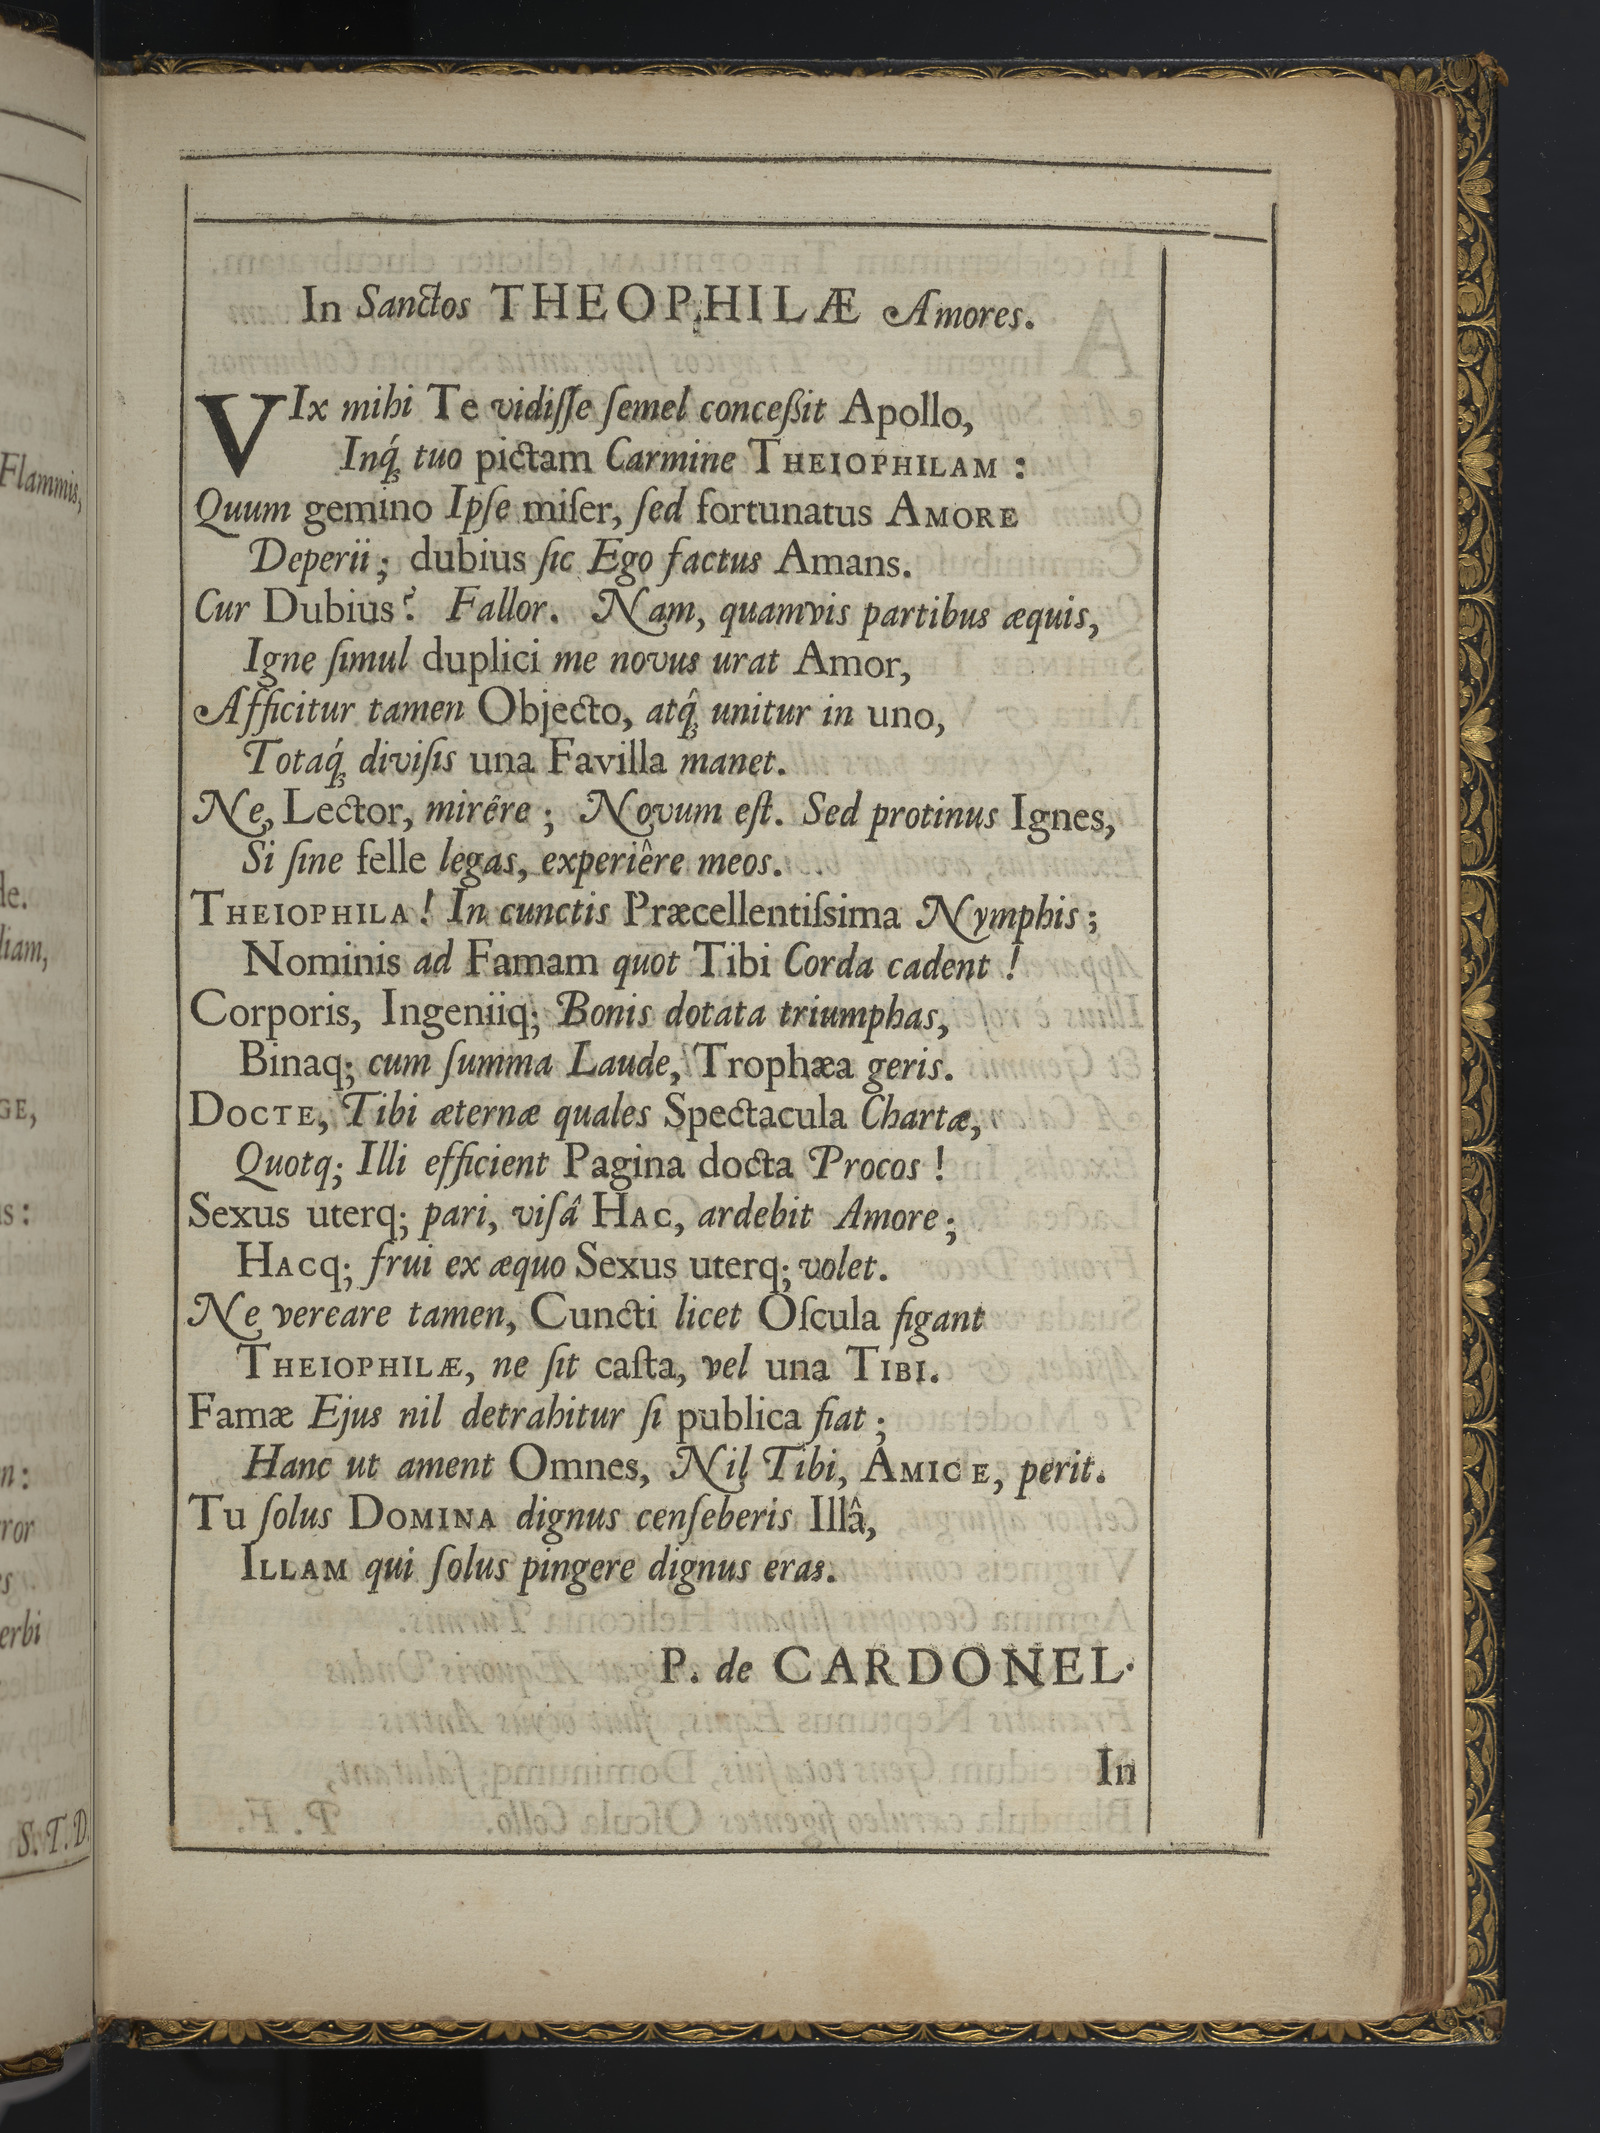 In Sanctos THEOPHILÆ Amores.
VIx mihi Te vidiſſe ſemel conceßit Apollo,
Inq́; tuo pictam Carmine THEIOPHILAM :
Quum gemino Ipſe miſer, ſed fortunatus AMORE
Deperii ; dubius ſic Ego factus Amans.
Cur Dubius? Fallor. Nam, quamvis partibus æquis,
Igne ſimul duplici me novus urat Amor,
Afficitur tamen Objecto, atq̂; unitur in uno,
Totaq́; diviſis una Favilla manet.
Ne, Lector, mirêre ; Novum eſt. Sed protinus Ignes,
Si ſine felle legas, experiêre meos.
THEIOPHILA ! In cunctis Præcellentiſsima Nymphis ;
Nominis ad Famam quot Tibi Corda cadent !
Corporis, Ingeniiq; Bonis dotata triumphas,
Binaq; cum ſumma Laude, Trophæa geris.
DOCTE, Tibi æternæ quales Spectacula Chartæ,
Quotq; Illi efficient Pagina docta Procos !
Sexus uterq; pari, viſâ HAC, ardebit Amore ;
HACq; frui ex æquo Sexus uterq; volet.
Ne vereare tamen, Cuncti licet Oſcula figant
THEIOPHILÆ, ne ſit caſta, vel una TIBI.
Famæ Ejus nil detrahitur ſi publica fiat ;
Hanc ut ament Omnes, Nil Tibi, AMICE, perit.
Tu ſolus DOMINA dignus cenſeberis Illâ,
ILLAM qui ſolus pingere dignus eras.
P. de CARDONEL.
In
Flammis,
liam,
GE,
erbi
S. T. D.